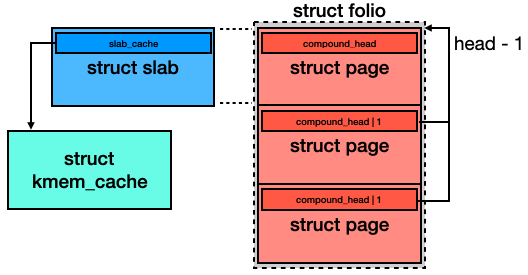 struct folio
slab_cache
struct slab
compound_head
struct page
head - 1
compound_head | 1
struct page
struct
kmem_cache
compound_head | 1
struct page